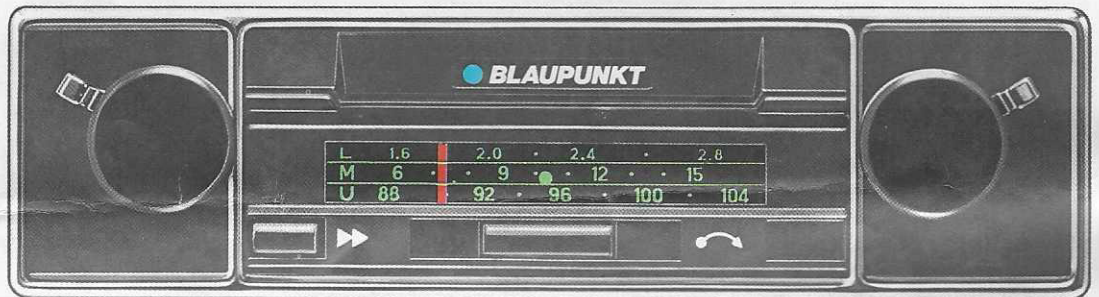 BLAUPUNKT
L 1.6 2.0 · 2.4 · 2.8
M 6 · · 9 · · 12 · · 15
U 88 · 92 · 96 · 100 · 104